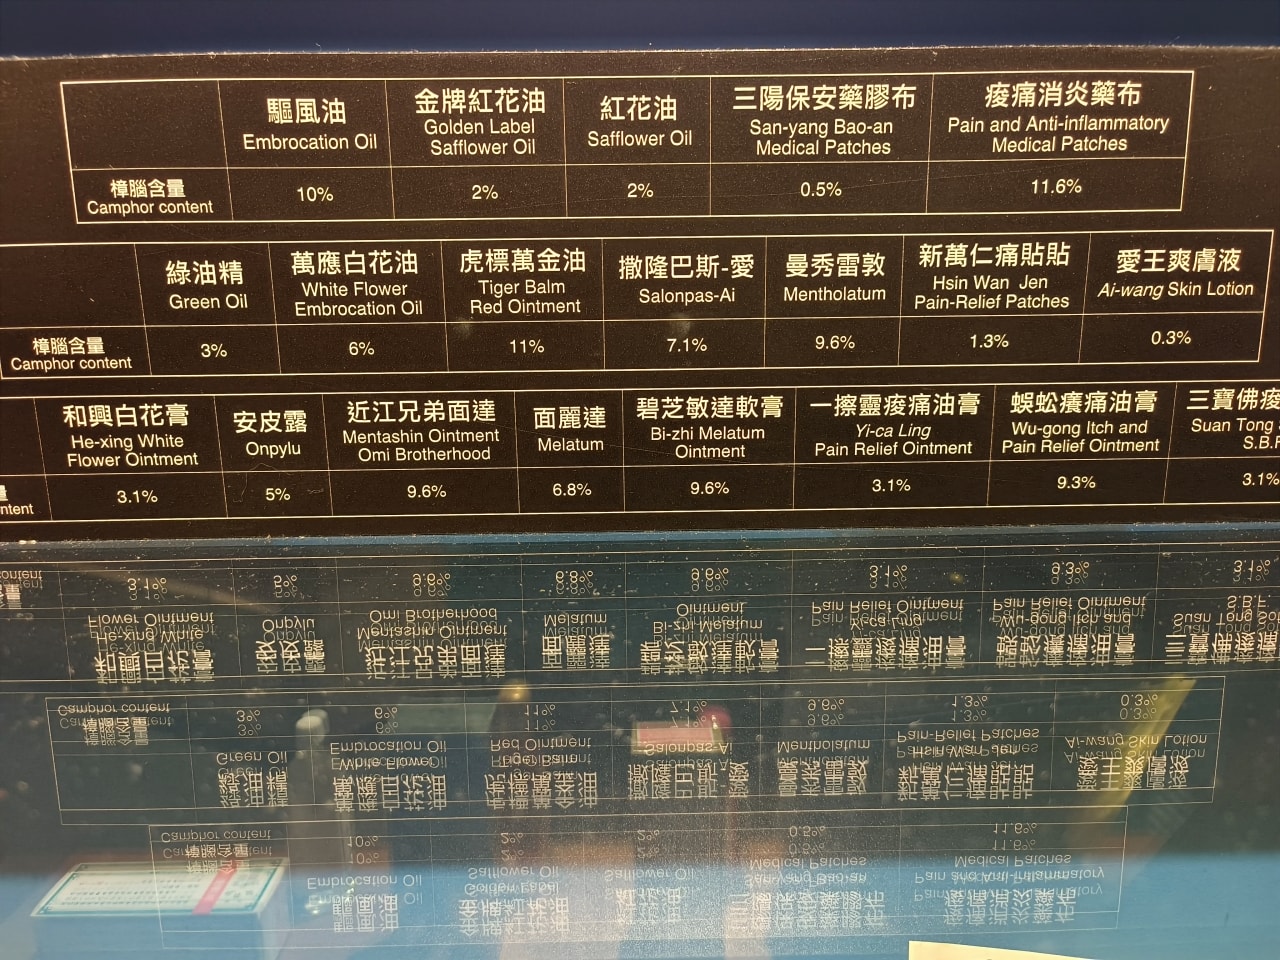 驅風油
Embrocation Oil
金牌紅花油
Golden Label
Safflower Oil
紅花油
Safflower Oil
三陽保安藥膠布
San-yang Bao-an
Medical Patches
痠痛消炎藥布
Pain and Anti-inflammatory
Medical Patches
樟腦含量
Camphor content
10%
2%
2%
0.5%
11.6%
綠油精
Green Oil
萬應白花油
White Flower
Embrocation Oil
虎標萬金油
Tiger Balm
Red Ointment
撒隆巴斯-愛
Salonpas-Ai
曼秀雷敦
Mentholatum
新萬仁痛貼貼
Hsin Wan Jen
Pain-Relief Patches
愛王爽膚液
Ai-wang Skin Lotion
樟腦含量
Camphor content
3%
6%
11%
7.1%
9.6%
1.3%
0.3%
和興白花膏
He-xing White
Flower Ointment
安皮露
Onpylu
近江兄弟面達
Mentashin Ointment
Omi Brotherhood
面麗達
Melatum
碧芝敏達軟膏
Bi-zhi Melatum
Ointment
一擦靈痠痛油膏
Yi-ca Ling
Pain Relief Ointment
蜈蚣癢痛油膏
Wu-gong Itch and
Pain Relief Ointment
三寶佛痠
Suan Tong
S.B.F
量
ntent
3.1%
5%
9.6%
6.8%
9.6%
3.1%
9.3%
3.1%